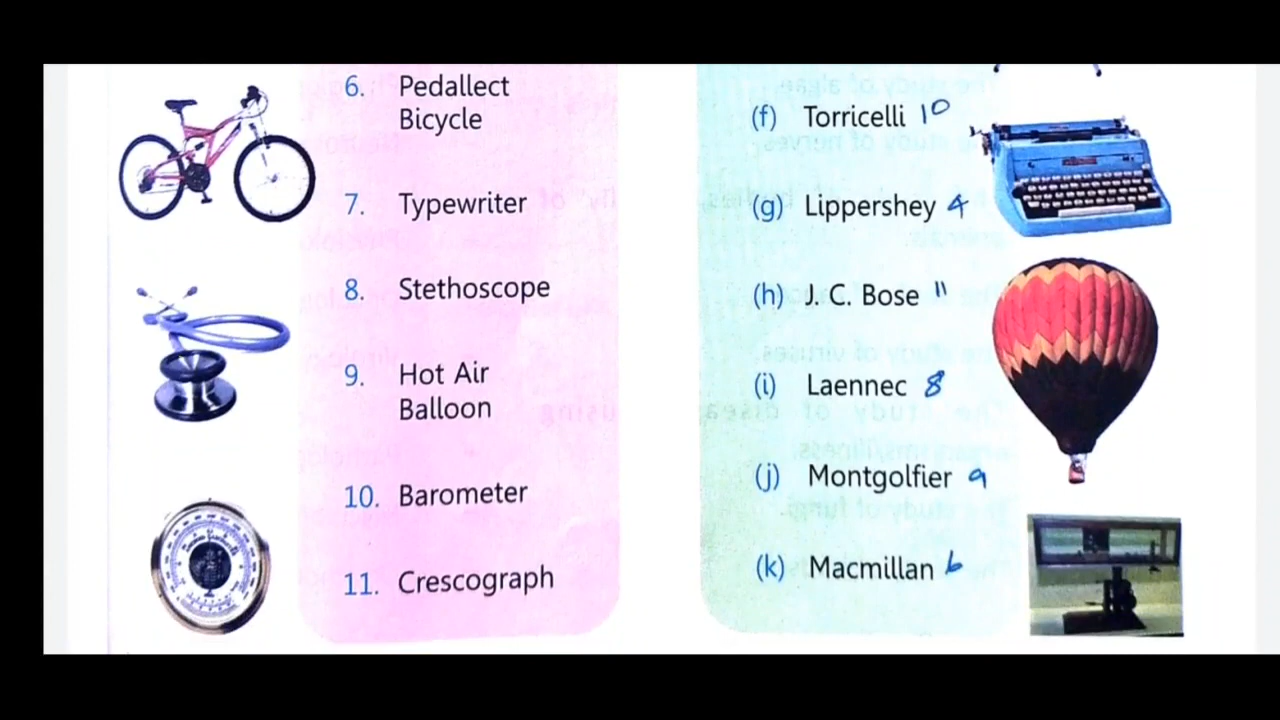 6. Pedallect
Bicycle
7. Typewriter
8. Stethoscope
9. Hot Air
Balloon
10. Barometer
11. Crescograph
(f) Torricelli 10
(g) Lippershey 4
(h) J. C. Bose 11
(i) Laennec 8
(j) Montgolfier 9
(k) Macmillan 6